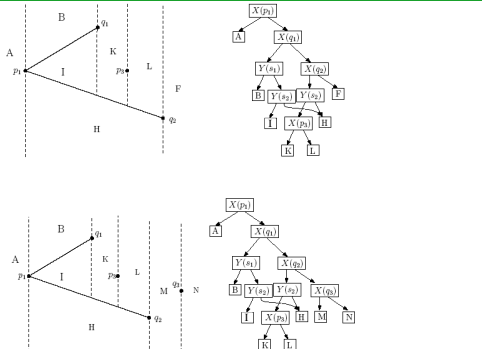 B
q₁
A
K
p₁
I
p₃
L
F
q₂
H
X(p₁)
A
X(q₁)
Y(s₁)
X(q₂)
B
Y(s₂)
Y(s₂)
F
I
H
X(p₃)
K
L
B
q₁
A
K
p₁
I
p₃
L
q₃
M
N
q₂
H
X(p₁)
A
X(q₁)
Y(s₁)
X(q₂)
B
Y(s₂)
Y(s₂)
X(q₃)
I
H
M
N
X(p₃)
K
L